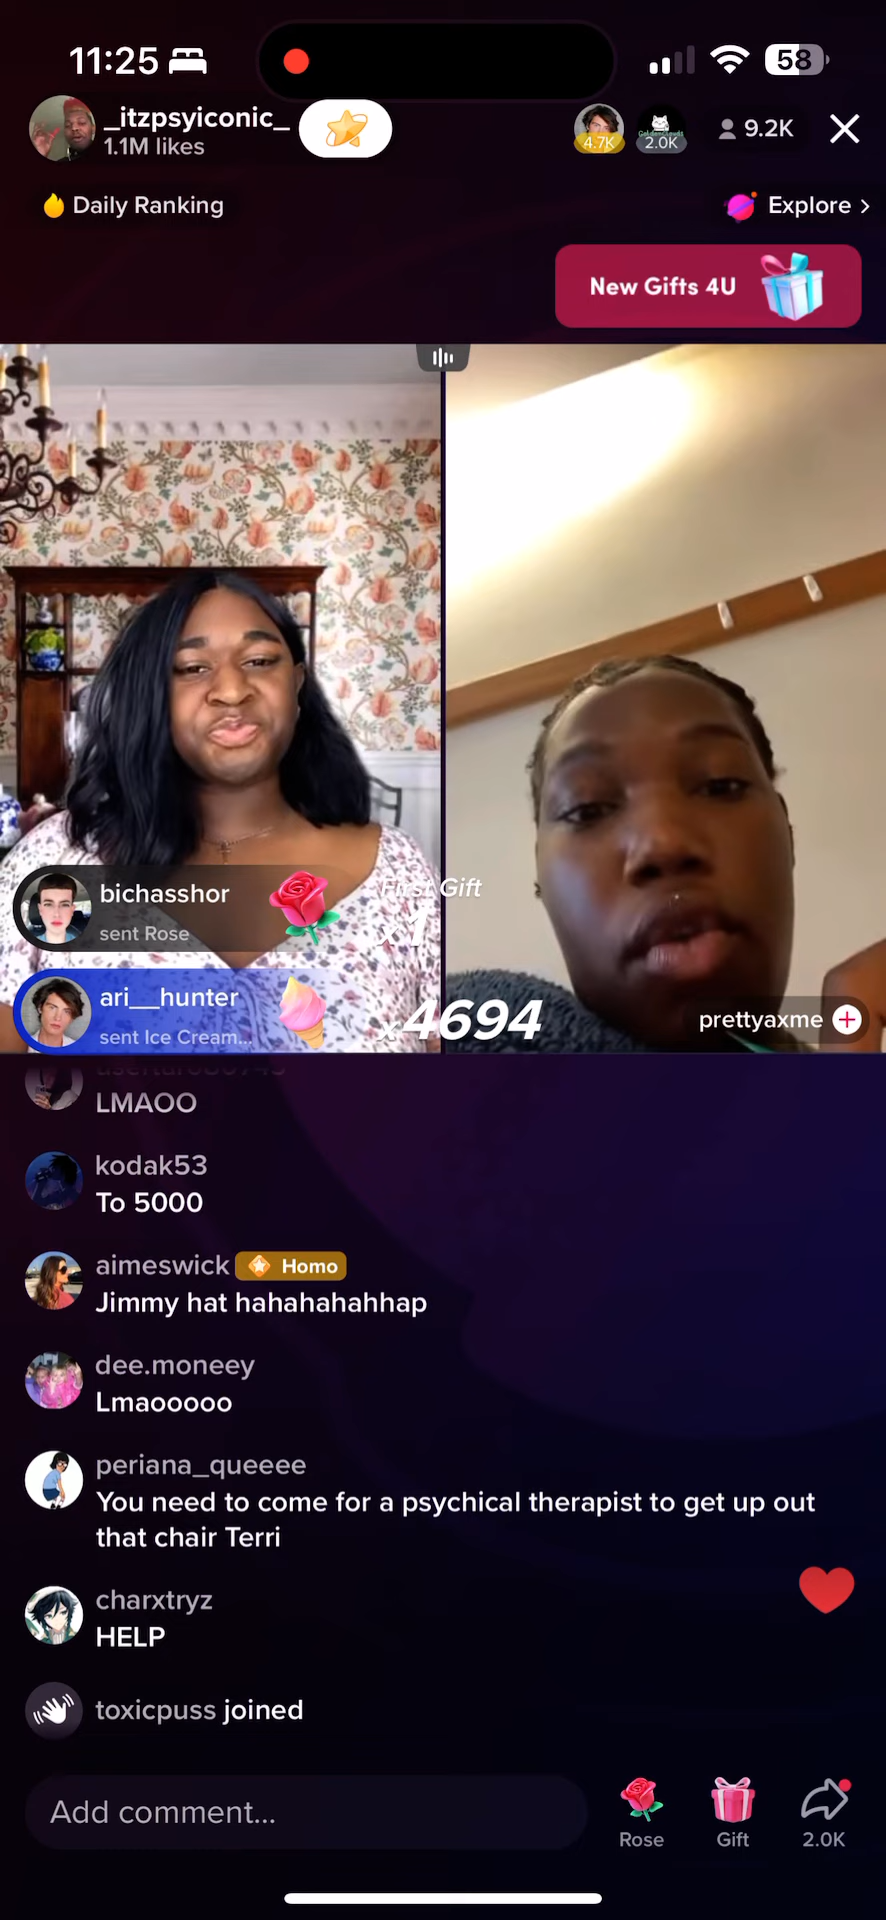 11:25
58
_itzpsyiconic_
1.1M likes
4.7K
2.0K
9.2K
Daily Ranking
Explore >
New Gifts 4U
bichasshor
sent Rose
First Gift
x1
ari__hunter
sent Ice Cream...
x4694
prettyaxme
LMAOO
kodak53
To 5000
aimeswick Homo
Jimmy hat hahahahahhap
dee.moneey
Lmaooooo
periana_queeee
You need to come for a psychical therapist to get up out
that chair Terri
charxtryz
HELP
toxicpuss joined
Add comment...
Rose
Gift
2.0K